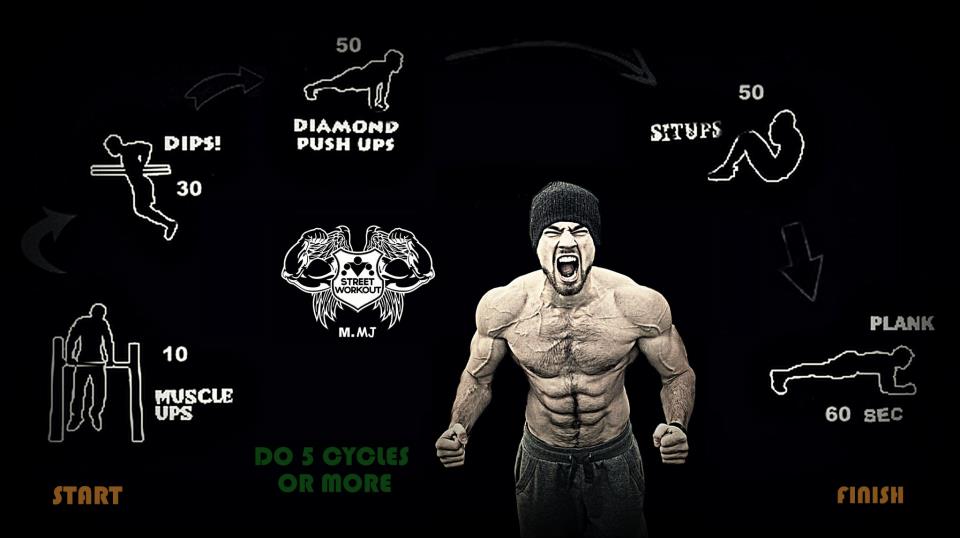 50
DIAMOND
PUSH UPS
50
SITUPS
DIPS!
30
STREET
WORKOUT
M.MJ
PLANK
60 SEC
10
MUSCLE
UPS
DO 5 CYCLES
OR MORE
START
FINISH